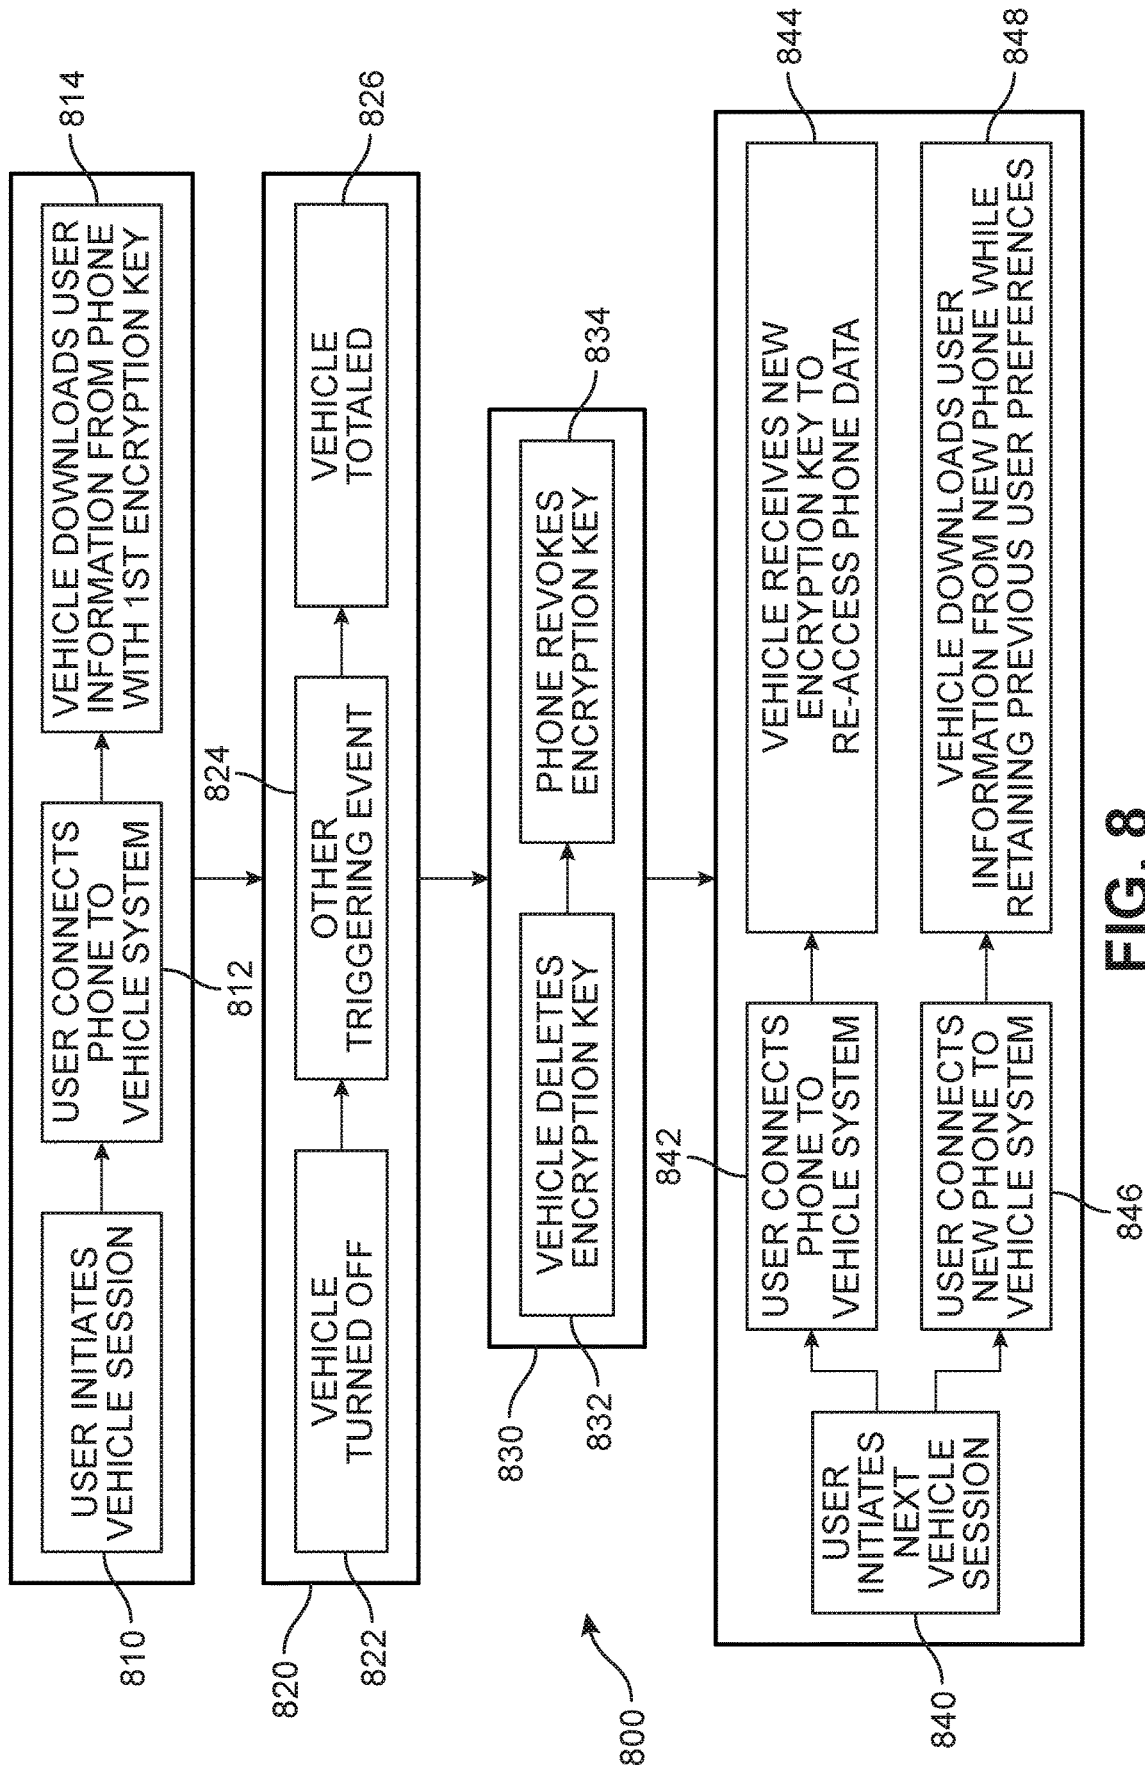 810
USER INITIATES
VEHICLE SESSION
812
USER CONNECTS
PHONE TO
VEHICLE SYSTEM
814
VEHICLE DOWNLOADS USER
INFORMATION FROM PHONE
WITH 1ST ENCRYPTION KEY
820
822
VEHICLE
TURNED OFF
824
OTHER
TRIGGERING EVENT
826
VEHICLE
TOTALED
830
832
VEHICLE DELETES
ENCRYPTION KEY
834
PHONE REVOKES
ENCRYPTION KEY
800
840
USER
INITIATES
NEXT
VEHICLE
SESSION
842
USER CONNECTS
PHONE TO
VEHICLE SYSTEM
844
VEHICLE RECEIVES NEW
ENCRYPTION KEY TO
RE-ACCESS PHONE DATA
846
USER CONNECTS
NEW PHONE TO
VEHICLE SYSTEM
848
VEHICLE DOWNLOADS USER
INFORMATION FROM NEW PHONE WHILE
RETAINING PREVIOUS USER PREFERENCES
FIG. 8